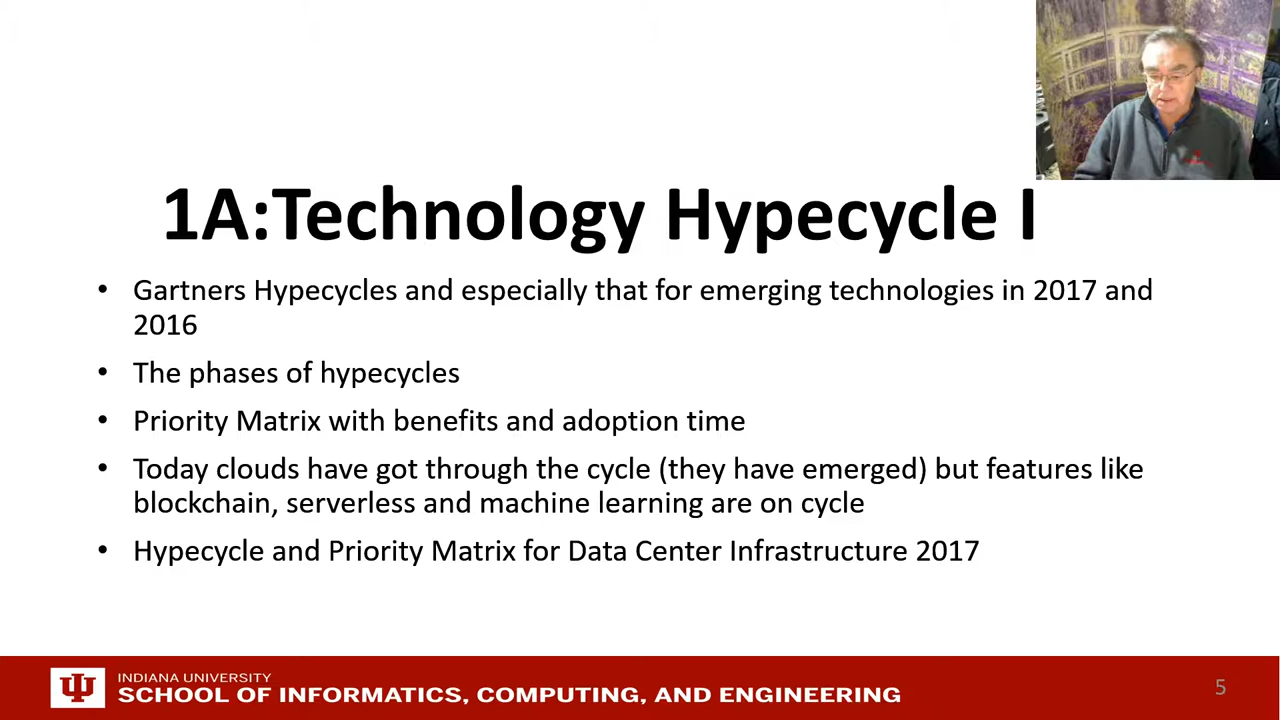 1A:Technology Hypecycle I
• Gartners Hypecycles and especially that for emerging technologies in 2017 and
2016
• The phases of hypecycles
• Priority Matrix with benefits and adoption time
• Today clouds have got through the cycle (they have emerged) but features like
blockchain, serverless and machine learning are on cycle
• Hypecycle and Priority Matrix for Data Center Infrastructure 2017
INDIANA UNIVERSITY
SCHOOL OF INFORMATICS, COMPUTING, AND ENGINEERING
5